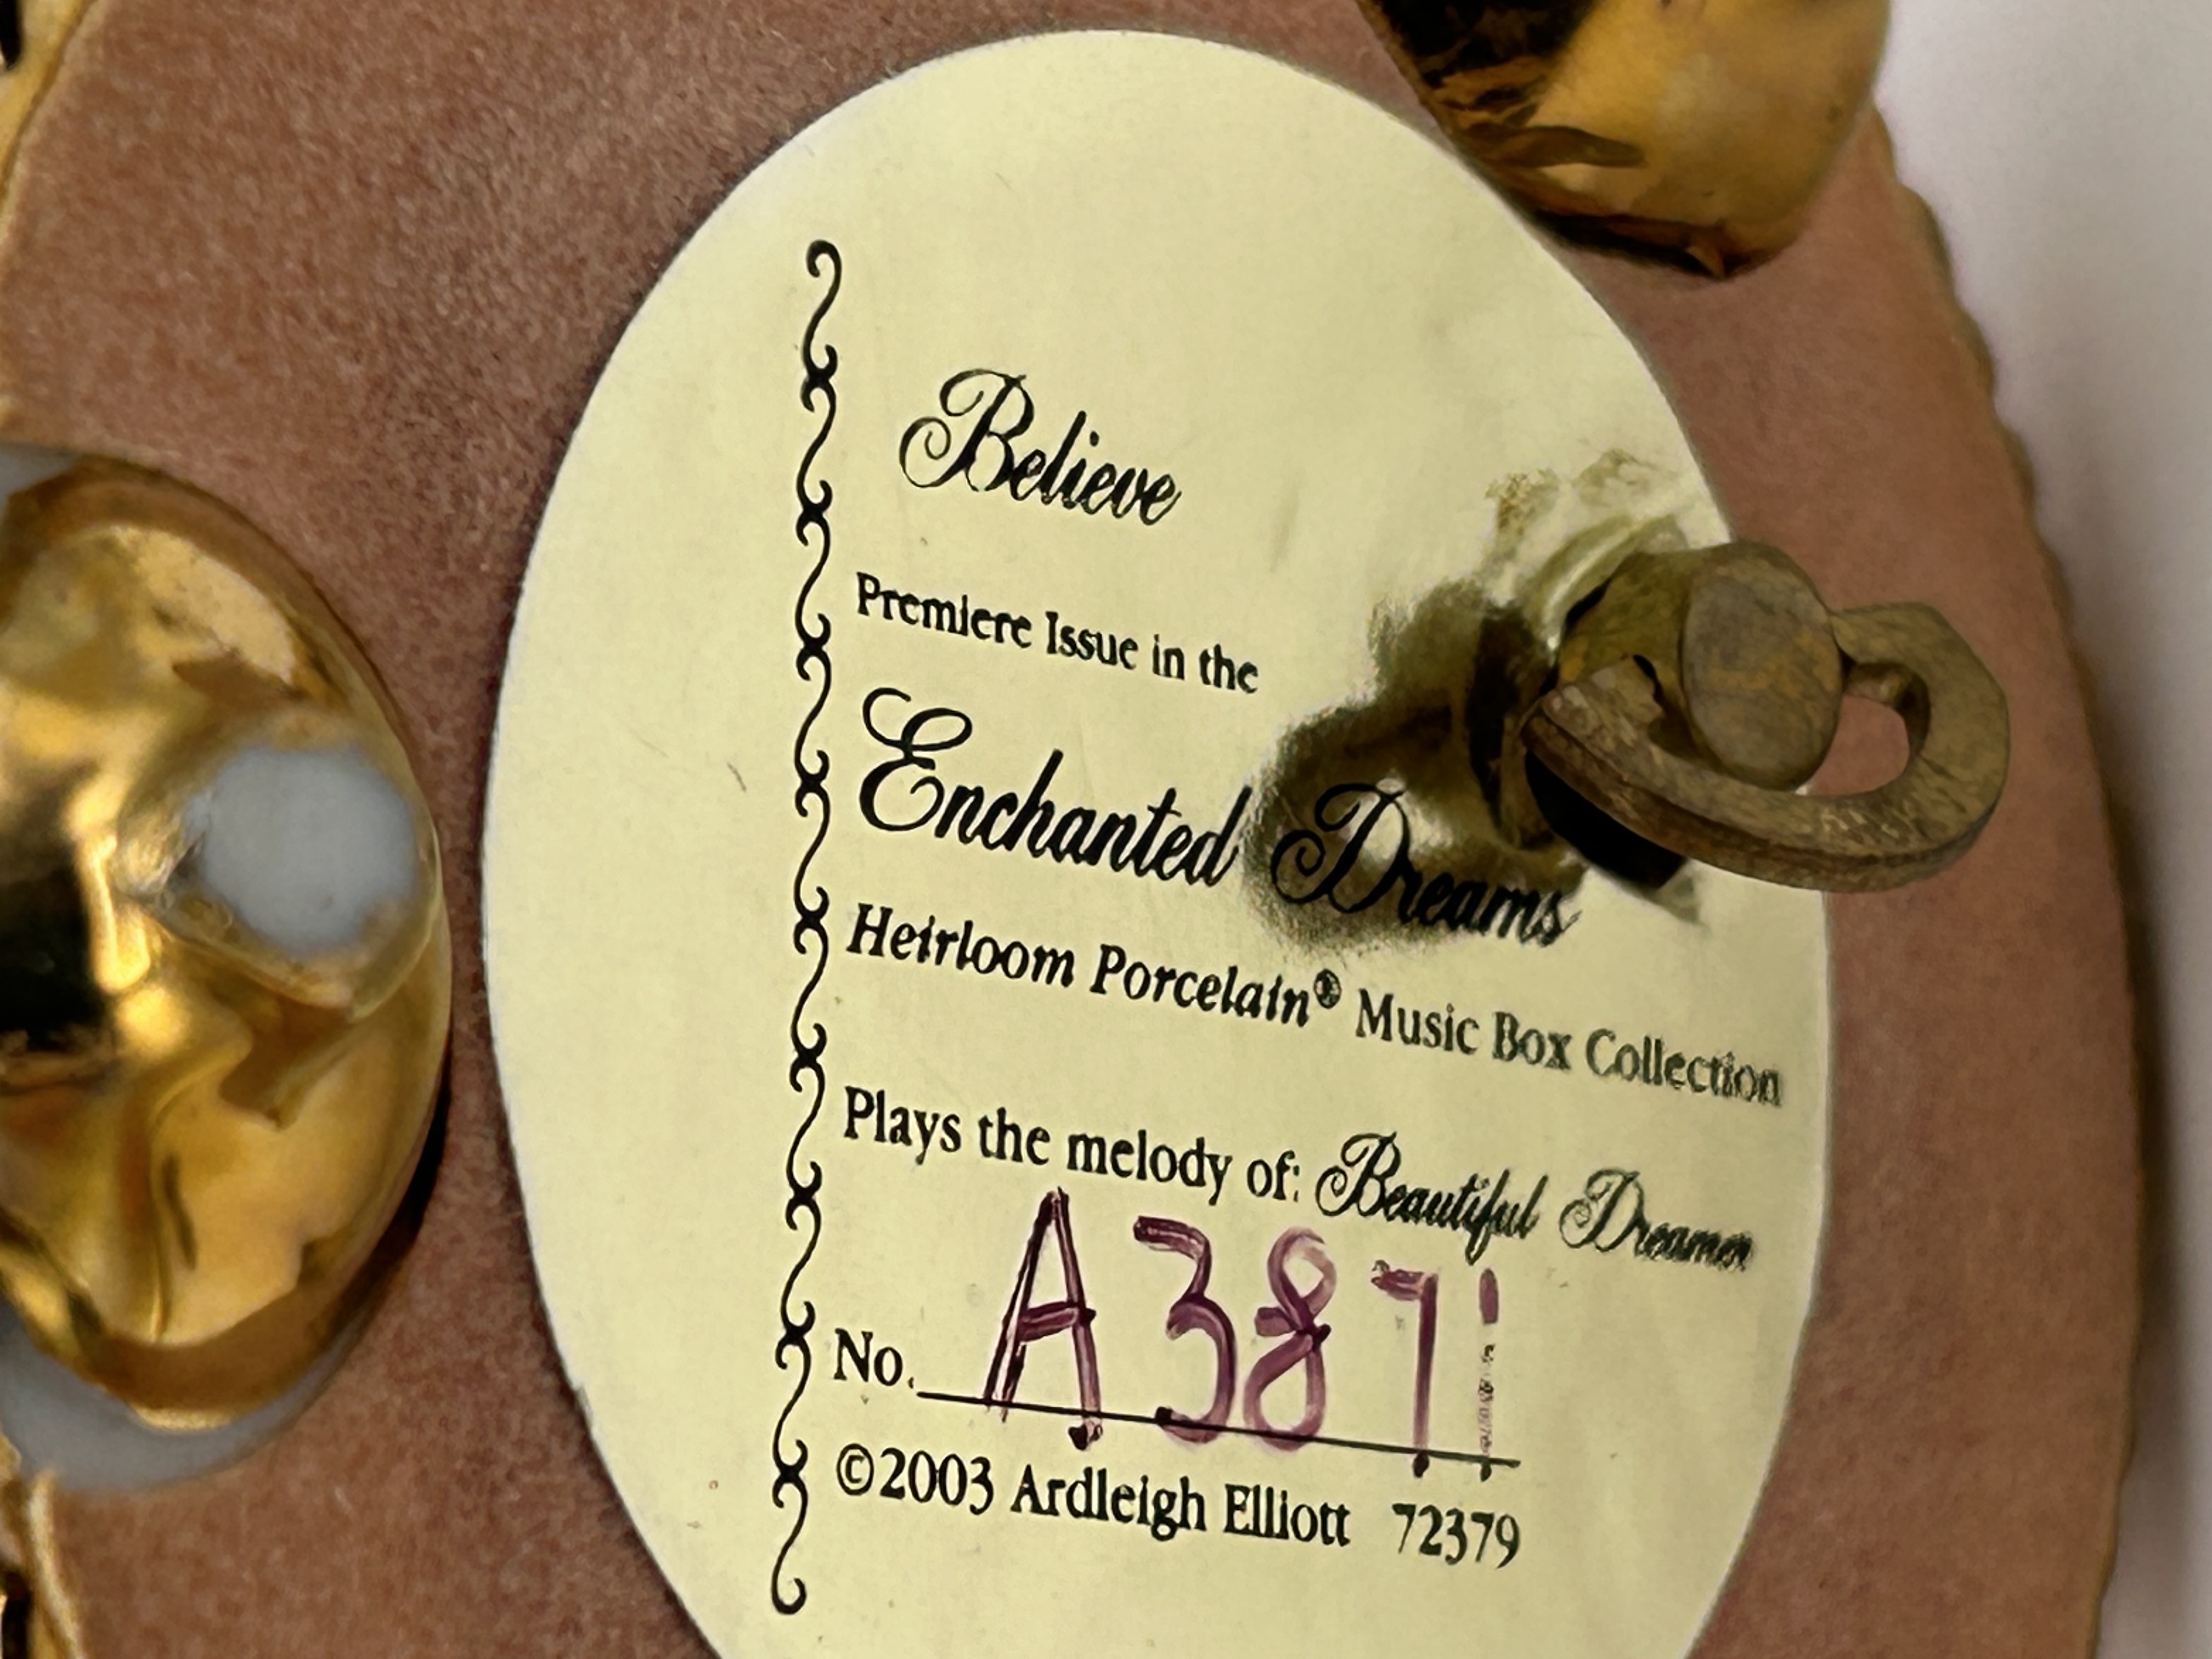 Believe
Premiere Issue in the
Enchanted Dreams
Heirloom Porcelain® Music Box Collection
Plays the melody of: Beautiful Dreamer
No. A3871
©2003 Ardleigh Elliott 72379